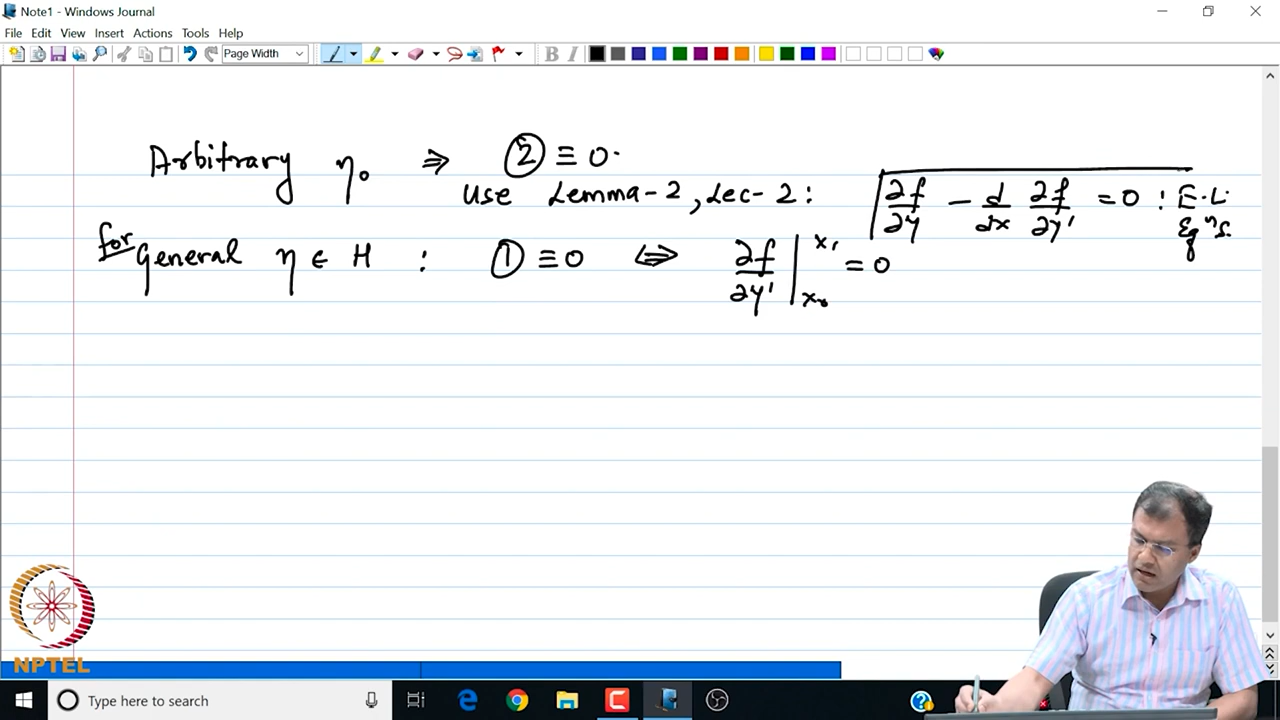 Note1 - Windows Journal
File Edit View Insert Actions Tools Help
Page Width
B I
Arbitrary η₀ ⇒ ② ≡ 0.
Use Lemma-2, Lec-2 : ∂f/∂y - d/dx ∂f/∂y' = 0 : E.L. Eqⁿs.
for General η ∈ H : ① ≡ 0 ⇔ ∂f/∂y' |_{x₀}^{x₁} = 0
NPTEL
Type here to search